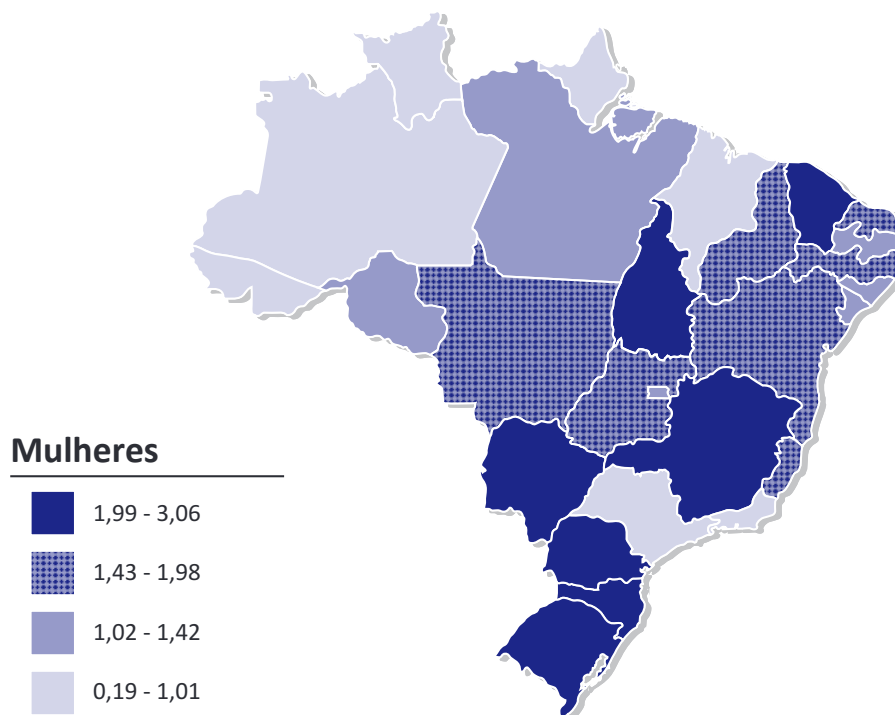 Mulheres
1,99 - 3,06
1,43 - 1,98
1,02 - 1,42
0,19 - 1,01